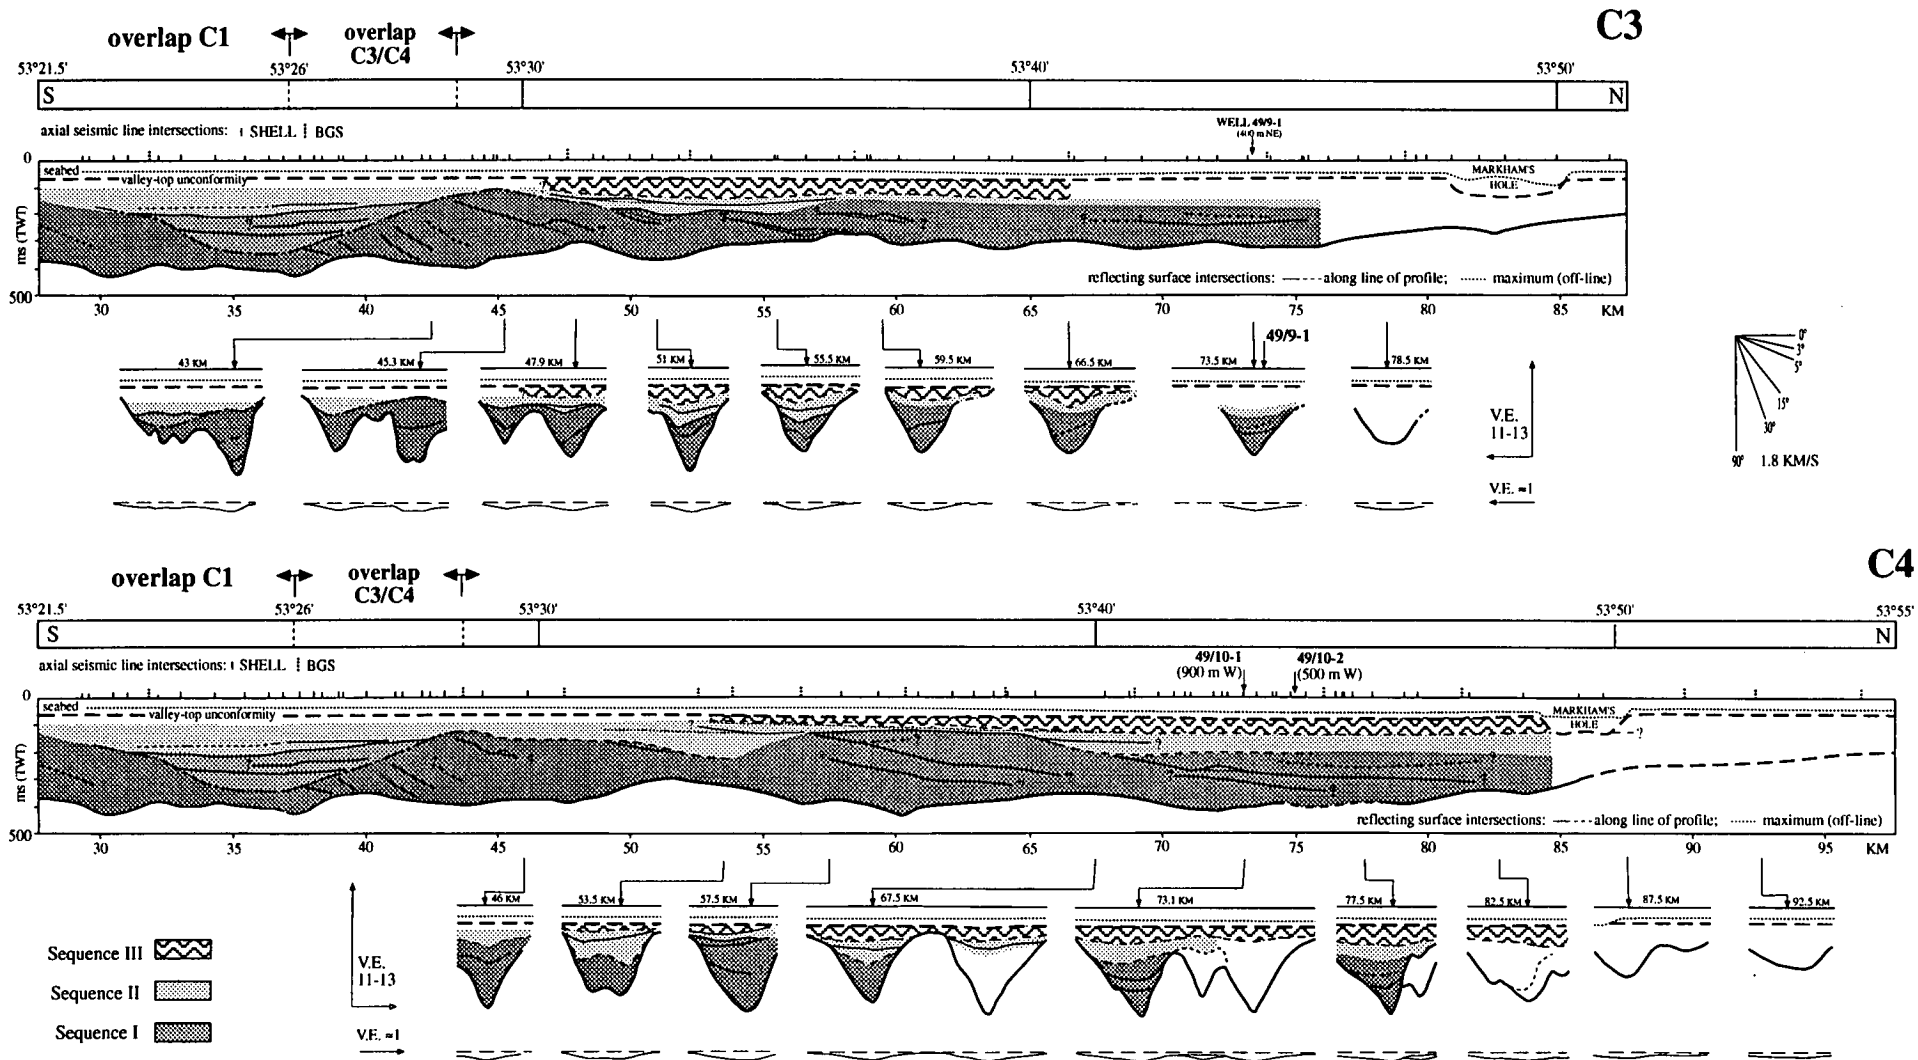 C3
overlap C1
overlap
C3/C4
53°21.5' 53°26' 53°30' 53°40' 53°50'
S N
axial seismic line intersections: SHELL BGS
WELL 49/9-1
(400 m NE)
0
seabed
valley-top unconformity
MARKHAM'S
HOLE
ms (TWT)
reflecting surface intersections: along line of profile; maximum (off-line)
500
30 35 40 45 50 55 60 65 70 75 80 85 KM
49/9-1
43 KM 45.3 KM 47.9 KM 51 KM 55.5 KM 59.5 KM 66.5 KM 73.5 KM 78.5 KM
V.E.
11-13
V.E. ≈1
0°
3°
5°
15°
30°
90° 1.8 KM/S
C4
overlap C1
overlap
C3/C4
53°21.5' 53°26' 53°30' 53°40' 53°50' 53°55'
S N
axial seismic line intersections: SHELL BGS
49/10-1
(900 m W)
49/10-2
(500 m W)
0
seabed
valley-top unconformity
MARKHAM'S
HOLE
?
?
ms (TWT)
reflecting surface intersections: along line of profile; maximum (off-line)
500
30 35 40 45 50 55 60 65 70 75 80 85 90 95 KM
46 KM 53.5 KM 57.5 KM 67.5 KM 73.1 KM 77.5 KM 82.5 KM 87.5 KM 92.5 KM
V.E.
11-13
V.E. ≈1
Sequence III
Sequence II
Sequence I